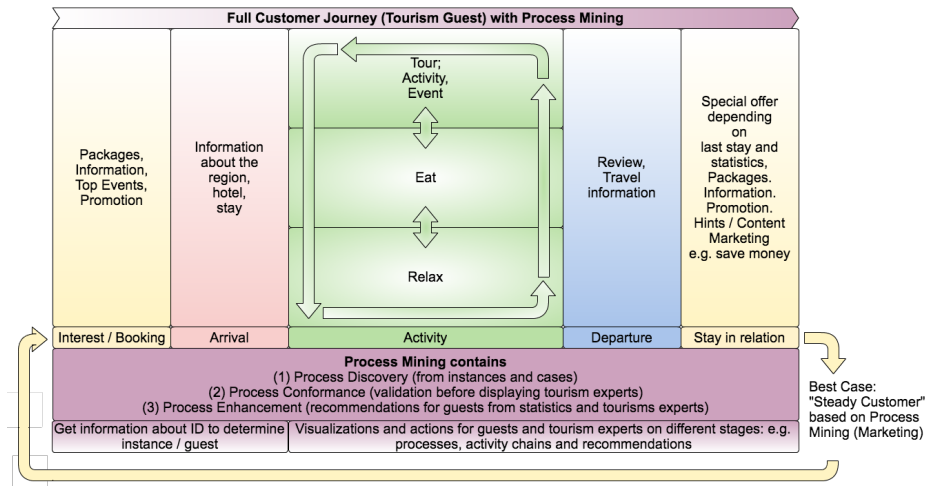 Full Customer Journey (Tourism Guest) with Process Mining
Packages,
Information,
Top Events,
Promotion
Information
about the
region,
hotel,
stay
Tour;
Activity,
Event
Eat
Relax
Review,
Travel
information
Special offer
depending
on
last stay and
statistics,
Packages.
Information.
Promotion.
Hints / Content
Marketing
e.g. save money
Interest / Booking
Arrival
Activity
Departure
Stay in relation
Process Mining contains
(1) Process Discovery (from instances and cases)
(2) Process Conformance (validation before displaying tourism experts)
(3) Process Enhancement (recommendations for guests from statistics and tourisms experts)
Get information about ID to determine
instance / guest
Visualizations and actions for guests and tourism experts on different stages: e.g.
processes, activity chains and recommendations
Best Case:
"Steady Customer"
based on Process
Mining (Marketing)